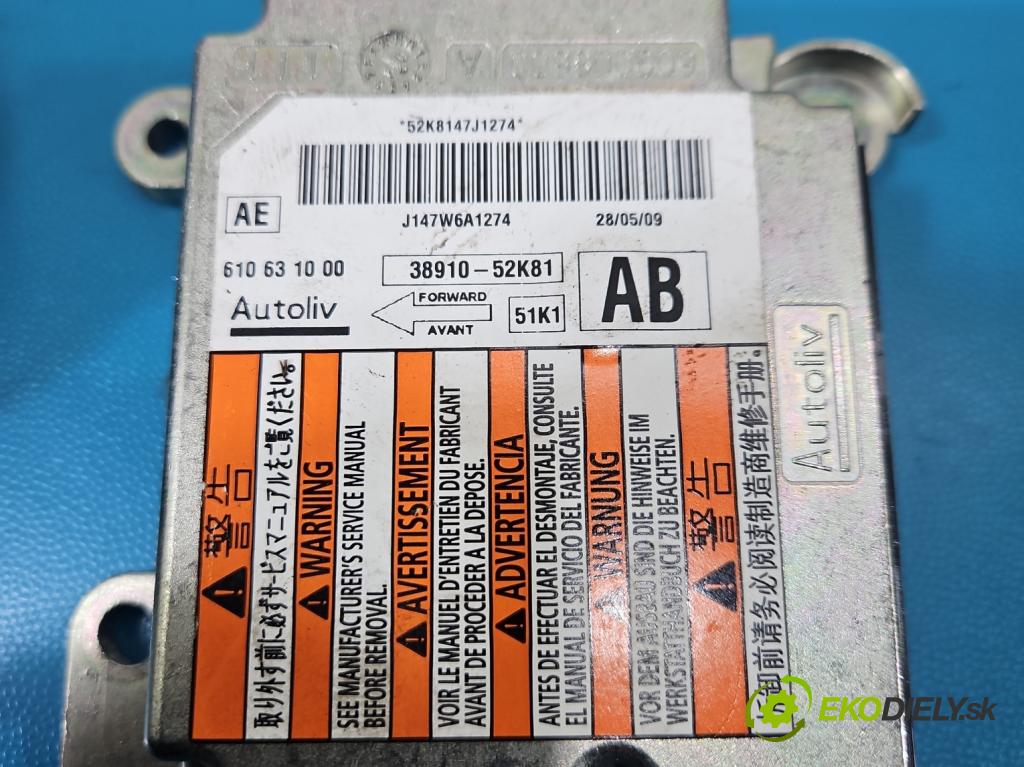 *52K8147J1274*
AE
J147W6A1274 28/05/09
610 63 10 00
38910-52K81
AB
Autoliv
FORWARD
AVANT
51K1
警告
取り外す前に必ずサービスマニュアルをご覧ください。
WARNING
SEE MANUFACTURER'S SERVICE MANUAL
BEFORE REMOVAL.
AVERTISSEMENT
VOIR LE MANUEL D'ENTRETIEN DU FABRICANT
AVANT DE PROCEDER A LA DEPOSE.
ADVERTENCIA
ANTES DE EFECTUAR EL DESMONTAJE, CONSULTE
EL MANUAL DE SERVICIO DEL FABRICANTE.
WARNUNG
VOR DEM AUSBAU SIND DIE HINWEISE IM
WERKSTATTHANDBUCH ZU BEACHTEN.
警告
卸前请务必阅读制造商维修手册。
Autoliv
EKODIELY.sk